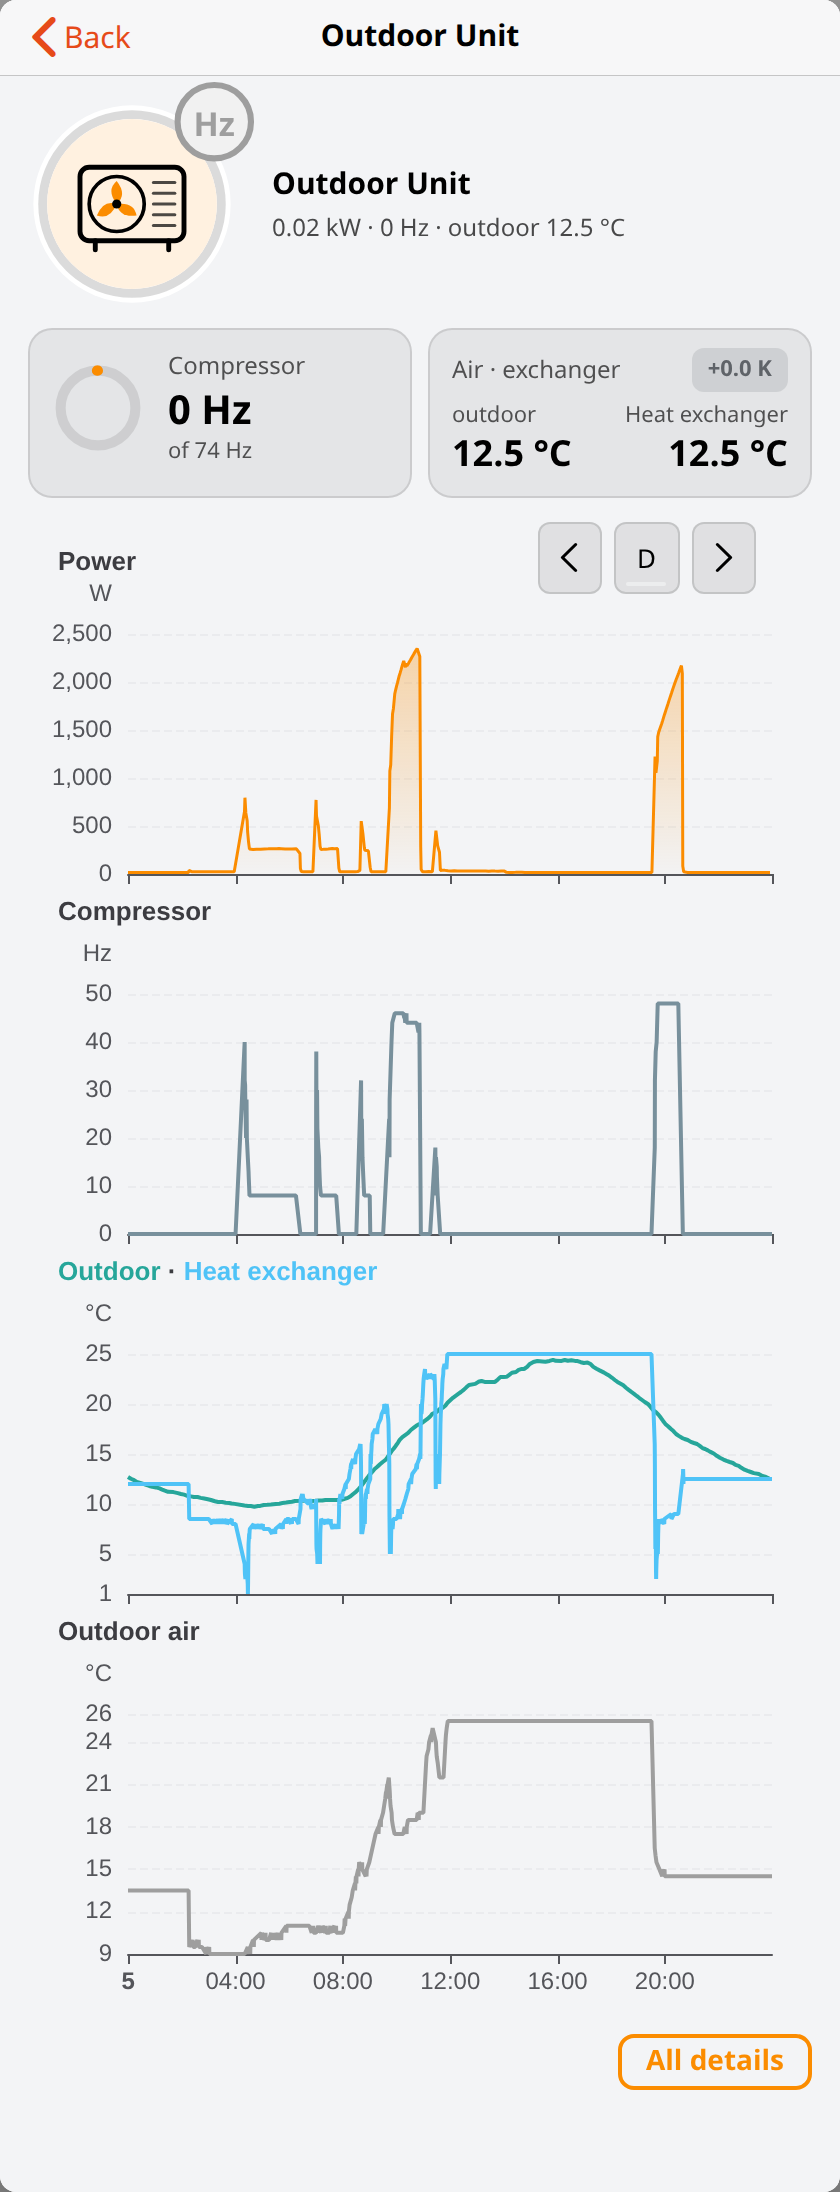 Back
Outdoor Unit
Hz
Outdoor Unit
0.02 kW · 0 Hz · outdoor 12.5 °C
Compressor
0 Hz
of 74 Hz
Air · exchanger
+0.0 K
outdoor
Heat exchanger
12.5 °C
12.5 °C
Power
D
W
2,500
2,000
1,500
1,000
500
0
Compressor
Hz
50
40
30
20
10
0
Outdoor · Heat exchanger
°C
25
20
15
10
5
1
Outdoor air
°C
26
24
21
18
15
12
9
5 04:00 08:00 12:00 16:00 20:00
All details